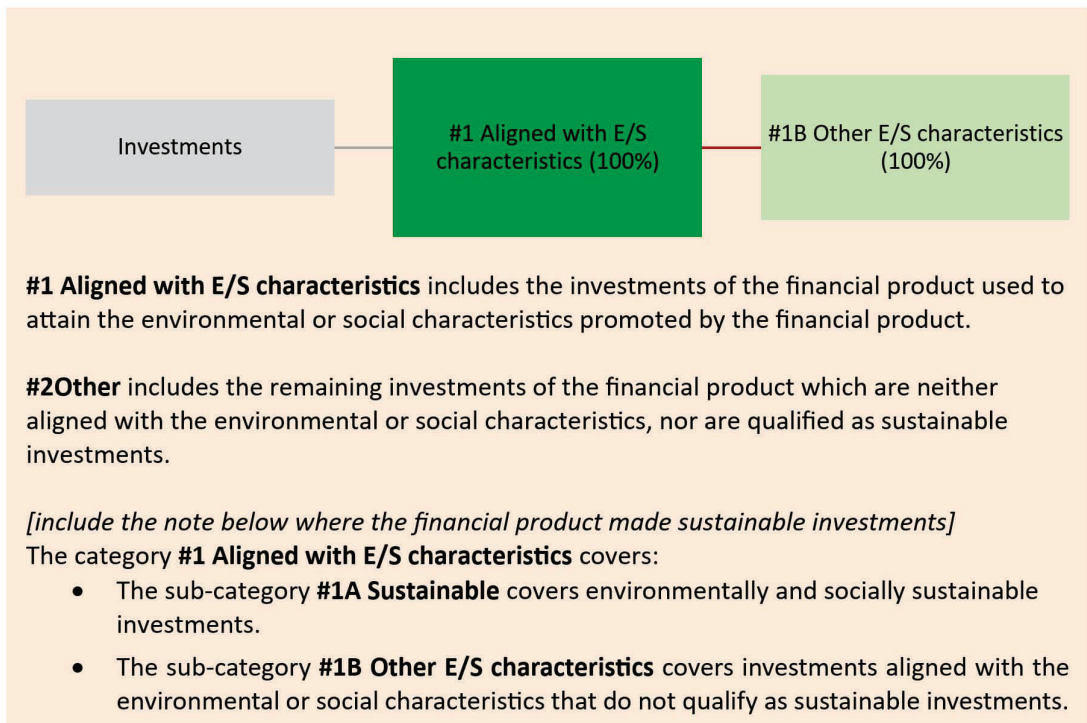 Investments
#1 Aligned with E/S
characteristics (100%)
#1B Other E/S characteristics
(100%)
#1 Aligned with E/S characteristics includes the investments of the financial product used to
attain the environmental or social characteristics promoted by the financial product.
#2Other includes the remaining investments of the financial product which are neither
aligned with the environmental or social characteristics, nor are qualified as sustainable
investments.
[include the note below where the financial product made sustainable investments]
The category #1 Aligned with E/S characteristics covers:
• The sub-category #1A Sustainable covers environmentally and socially sustainable
investments.
• The sub-category #1B Other E/S characteristics covers investments aligned with the
environmental or social characteristics that do not qualify as sustainable investments.